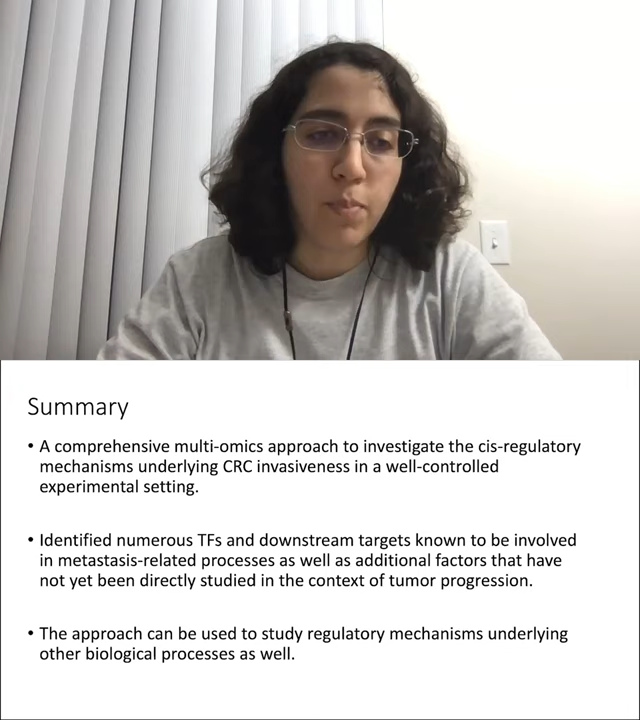 Summary
• A comprehensive multi-omics approach to investigate the cis-regulatory
mechanisms underlying CRC invasiveness in a well-controlled
experimental setting.
• Identified numerous TFs and downstream targets known to be involved
in metastasis-related processes as well as additional factors that have
not yet been directly studied in the context of tumor progression.
• The approach can be used to study regulatory mechanisms underlying
other biological processes as well.